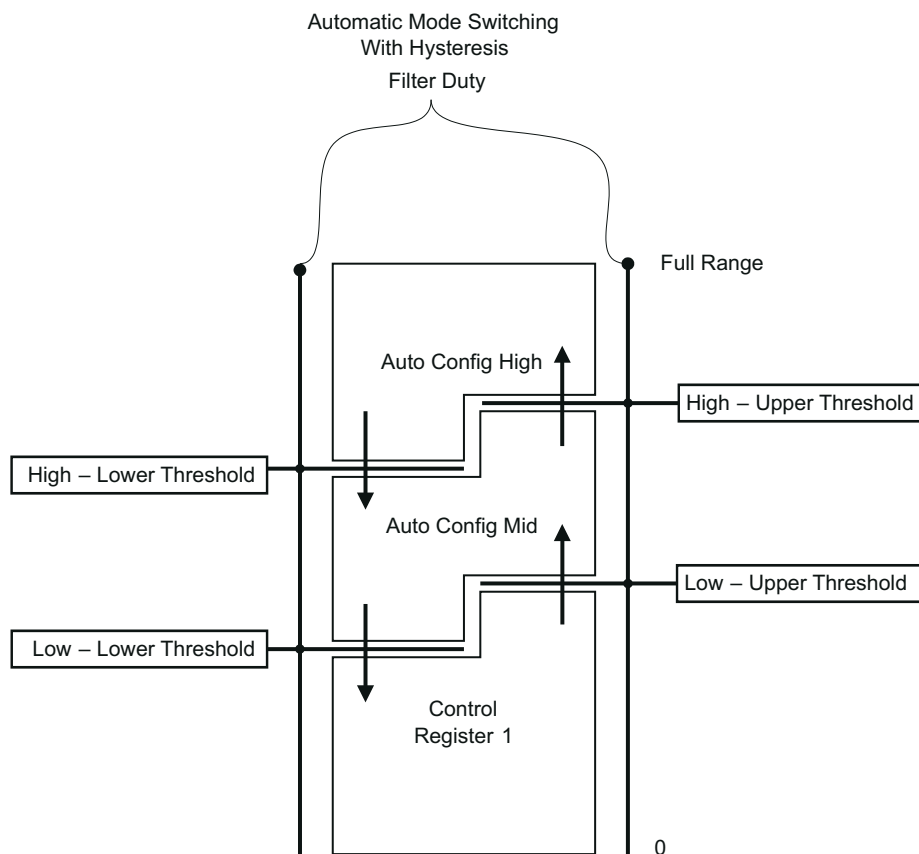 Automatic Mode Switching
With Hysteresis
Filter Duty
Full Range
Auto Config High
High – Upper Threshold
High – Lower Threshold
Auto Config Mid
Low – Upper Threshold
Low – Lower Threshold
Control
Register 1
0